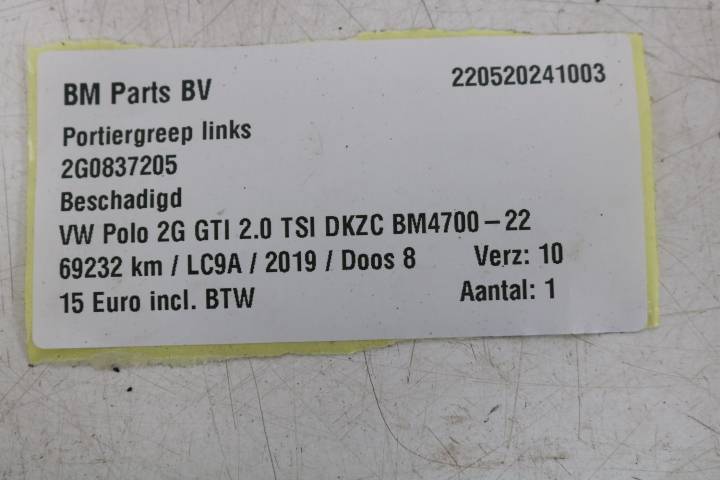 BM Parts BV 220520241003
Portiergreep links
2G0837205
Beschadigd
VW Polo 2G GTI 2.0 TSI DKZC BM4700-22
69232 km / LC9A / 2019 / Doos 8 Verz: 10
15 Euro incl. BTW Aantal: 1